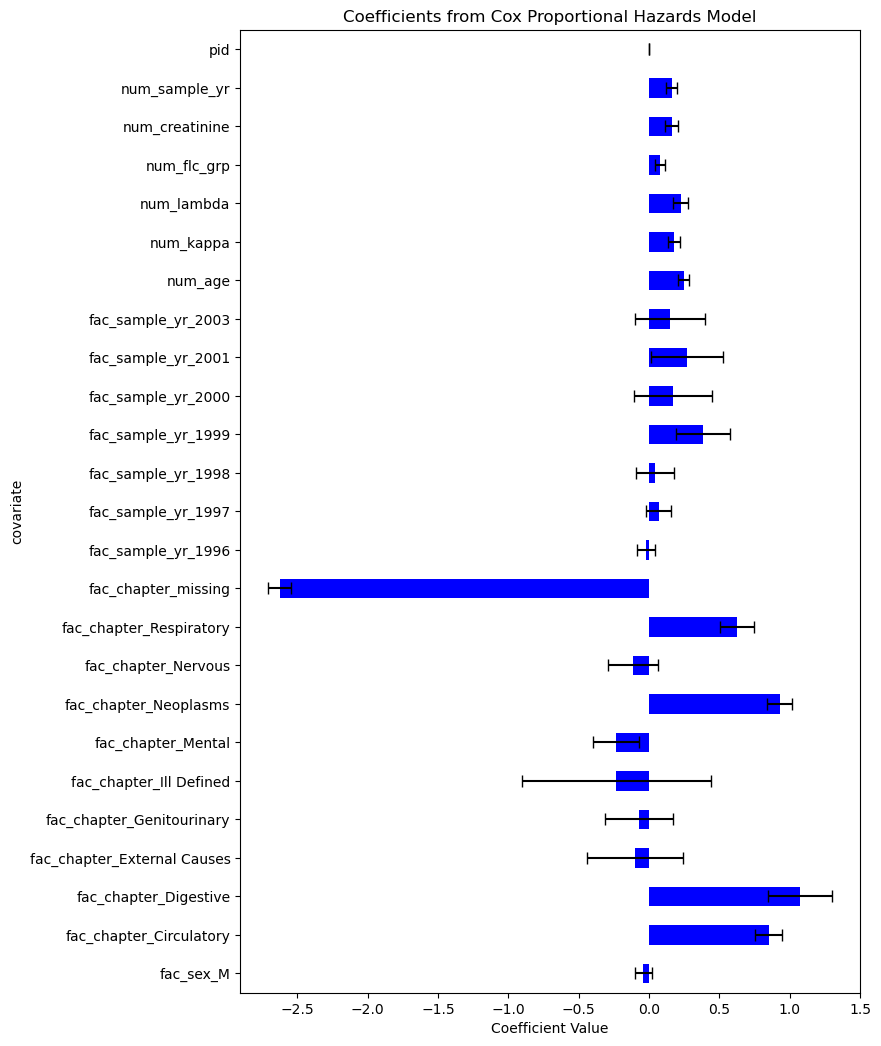 Coefficients from Cox Proportional Hazards Model
pid
num_sample_yr
num_creatinine
num_flc_grp
num_lambda
num_kappa
num_age
fac_sample_yr_2003
fac_sample_yr_2001
fac_sample_yr_2000
fac_sample_yr_1999
fac_sample_yr_1998
fac_sample_yr_1997
fac_sample_yr_1996
fac_chapter_missing
fac_chapter_Respiratory
fac_chapter_Nervous
fac_chapter_Neoplasms
fac_chapter_Mental
fac_chapter_Ill Defined
fac_chapter_Genitourinary
fac_chapter_External Causes
fac_chapter_Digestive
fac_chapter_Circulatory
fac_sex_M
covariate
−2.5 −2.0 −1.5 −1.0 −0.5 0.0 0.5 1.0 1.5
Coefficient Value